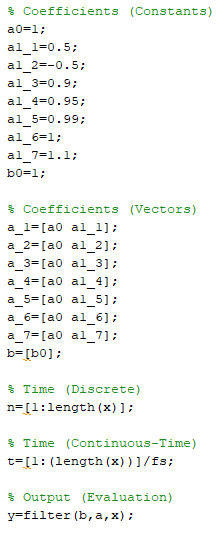 % Coefficients (Constants)
a0=1;
a1_1=0.5;
a1_2=-0.5;
a1_3=0.9;
a1_4=0.95;
a1_5=0.99;
a1_6=1;
a1_7=1.1;
b0=1;
% Coefficients (Vectors)
a_1=[a0 a1_1];
a_2=[a0 a1_2];
a_3=[a0 a1_3];
a_4=[a0 a1_4];
a_5=[a0 a1_5];
a_6=[a0 a1_6];
a_7=[a0 a1_7];
b=[b0];
% Time (Discrete)
n=[1:length(x)];
% Time (Continuous-Time)
t=[1:(length(x))]/fs;
% Output (Evaluation)
y=filter(b,a,x);